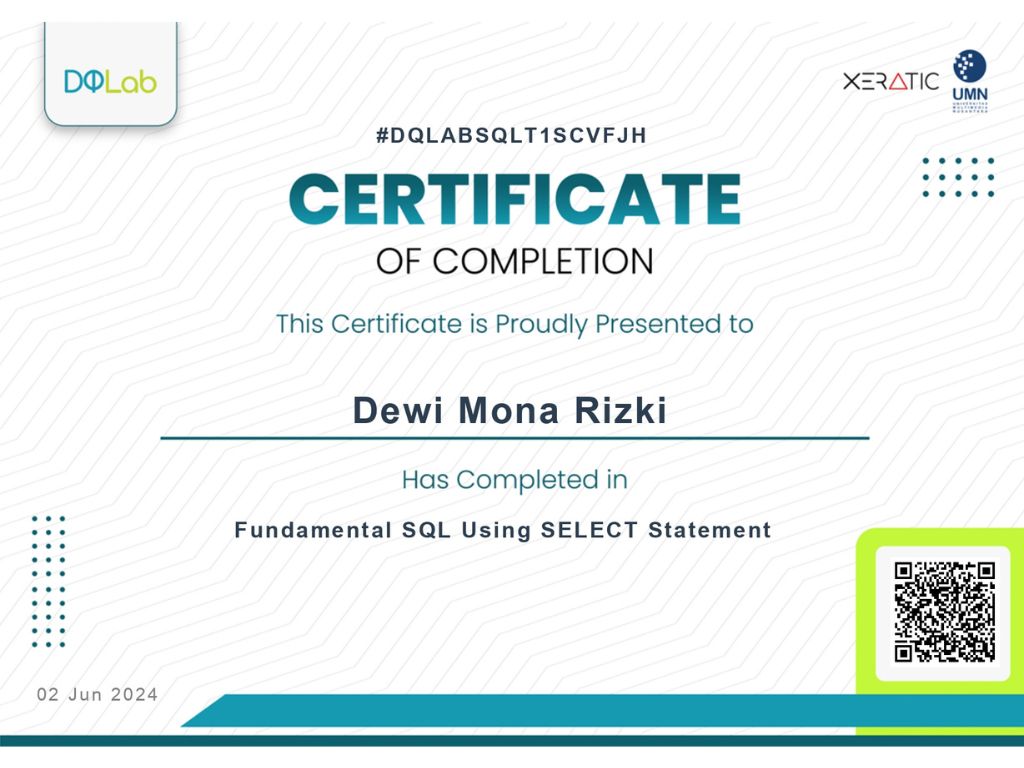 DQLab
XERATIC
UMN
UNIVERSITAS
MULTIMEDIA
NUSANTARA
#DQLABSQLT1SCVFJH
CERTIFICATE
OF COMPLETION
This Certificate is Proudly Presented to
Dewi Mona Rizki
Has Completed in
Fundamental SQL Using SELECT Statement
02 Jun 2024